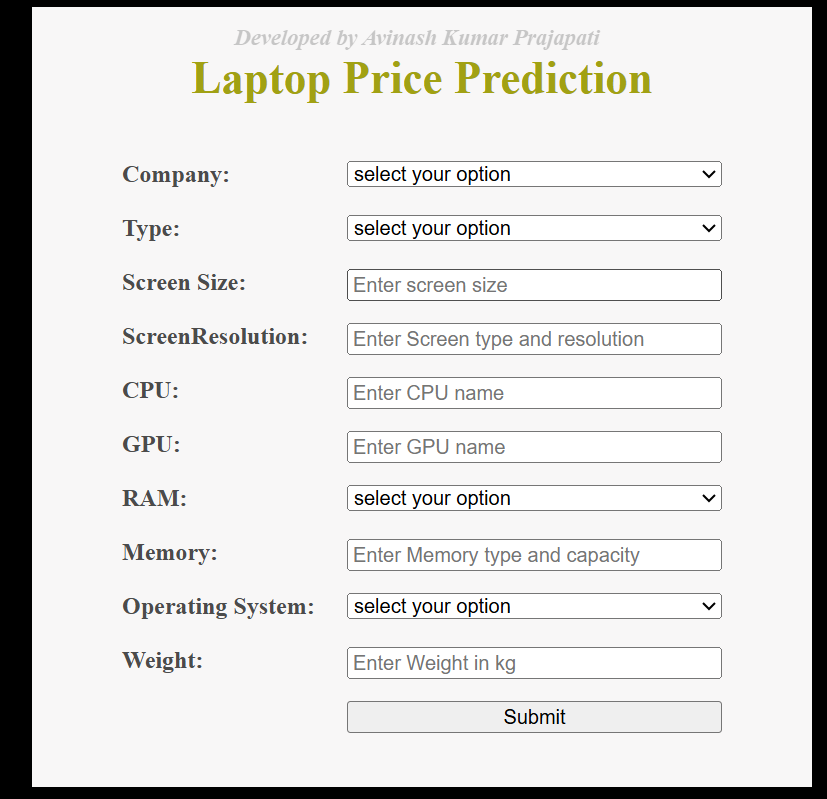 Developed by Avinash Kumar Prajapati
Laptop Price Prediction
Company: select your option
Type: select your option
Screen Size: Enter screen size
ScreenResolution: Enter Screen type and resolution
CPU: Enter CPU name
GPU: Enter GPU name
RAM: select your option
Memory: Enter Memory type and capacity
Operating System: select your option
Weight: Enter Weight in kg
Submit